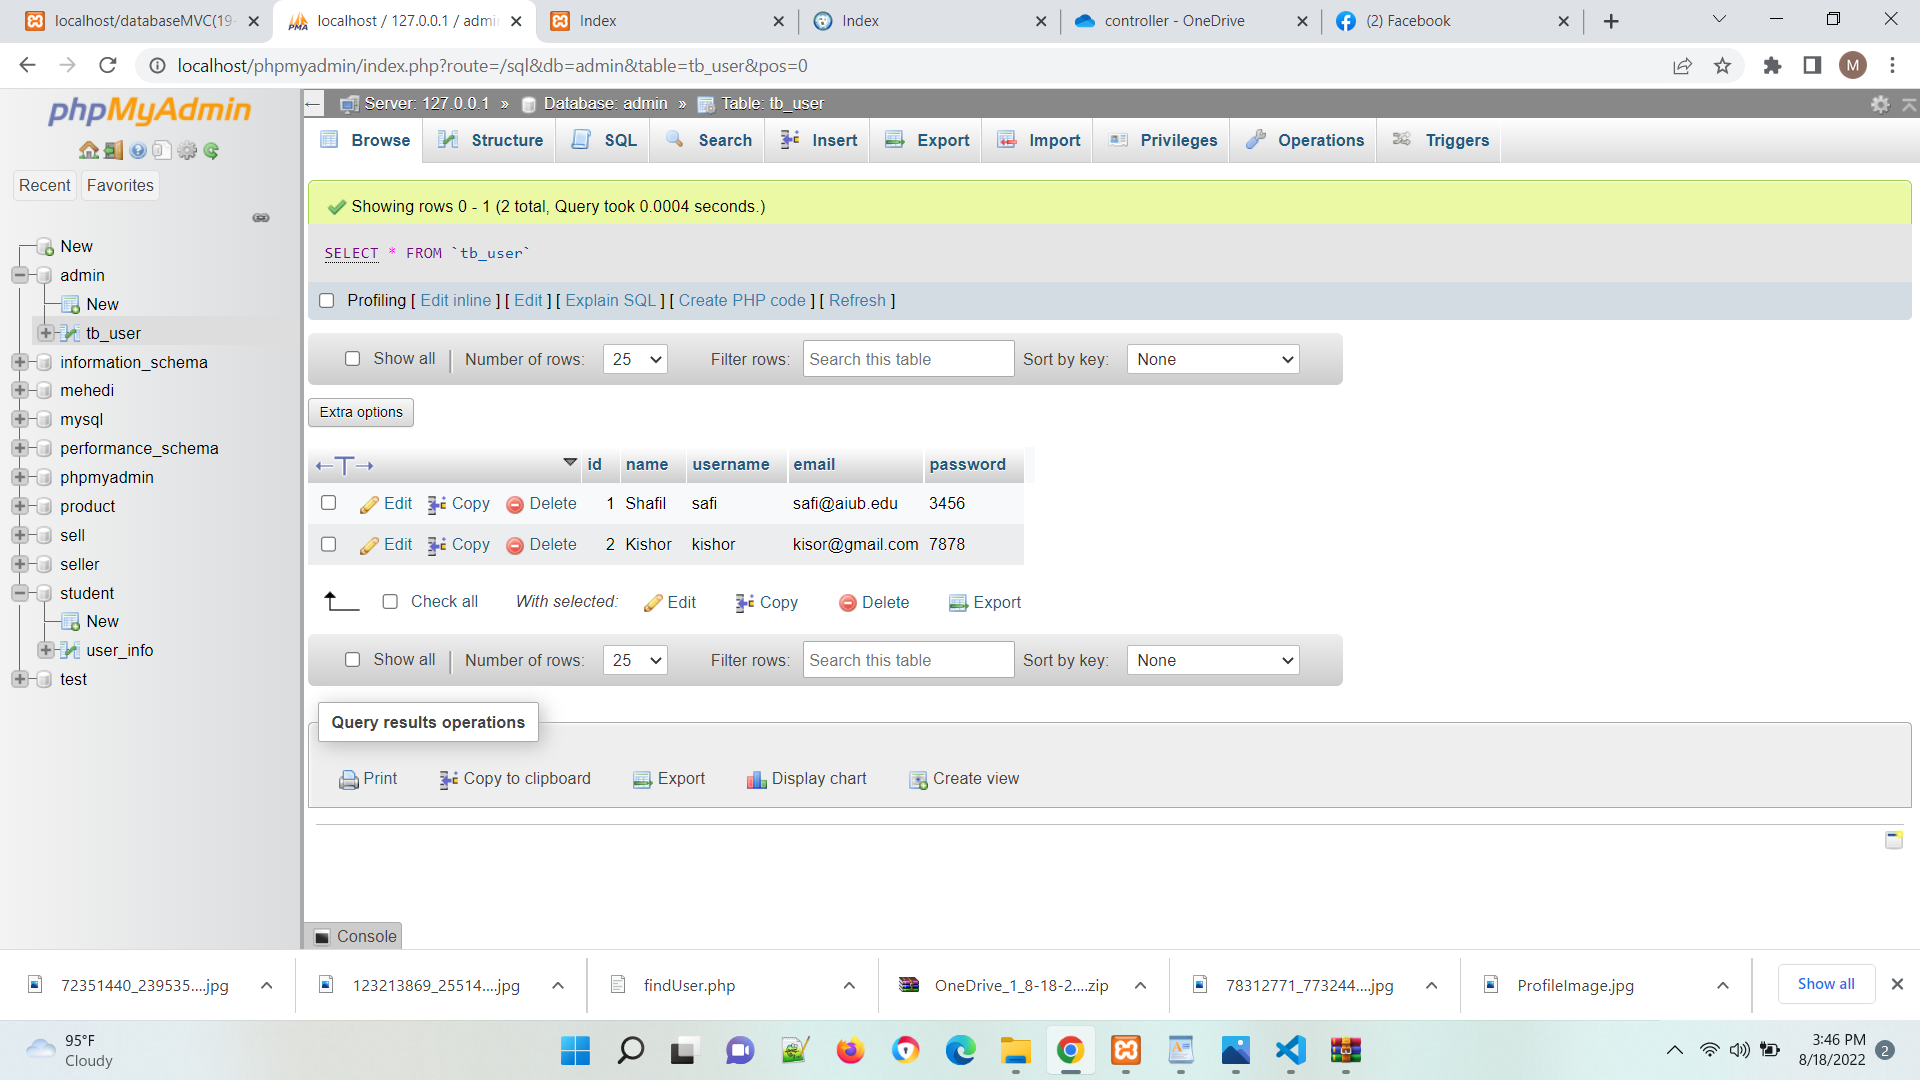 localhost/databaseMVC(19-
localhost / 127.0.0.1 / admin
Index
Index
controller - OneDrive
(2) Facebook
localhost/phpmyadmin/index.php?route=/sql&db=admin&table=tb_user&pos=0
M
phpMyAdmin
Recent
Favorites
New
admin
New
tb_user
information_schema
mehedi
mysql
performance_schema
phpmyadmin
product
sell
seller
student
New
user_info
test
Server: 127.0.0.1 » Database: admin » Table: tb_user
Browse Structure SQL Search Insert Export Import Privileges Operations Triggers
Showing rows 0 - 1 (2 total, Query took 0.0004 seconds.)
SELECT * FROM `tb_user`
Profiling [ Edit inline ] [ Edit ] [ Explain SQL ] [ Create PHP code ] [ Refresh ]
Show all Number of rows: 25 Filter rows: Search this table Sort by key: None
Extra options
id name username email password
Edit Copy Delete 1 Shafil safi safi@aiub.edu 3456
Edit Copy Delete 2 Kishor kishor kisor@gmail.com 7878
Check all With selected: Edit Copy Delete Export
Show all Number of rows: 25 Filter rows: Search this table Sort by key: None
Query results operations
Print Copy to clipboard Export Display chart Create view
Console
72351440_239535....jpg
123213869_25514....jpg
findUser.php
OneDrive_1_8-18-2....zip
78312771_773244....jpg
ProfileImage.jpg
Show all
95°F
Cloudy
3:46 PM
8/18/2022
2